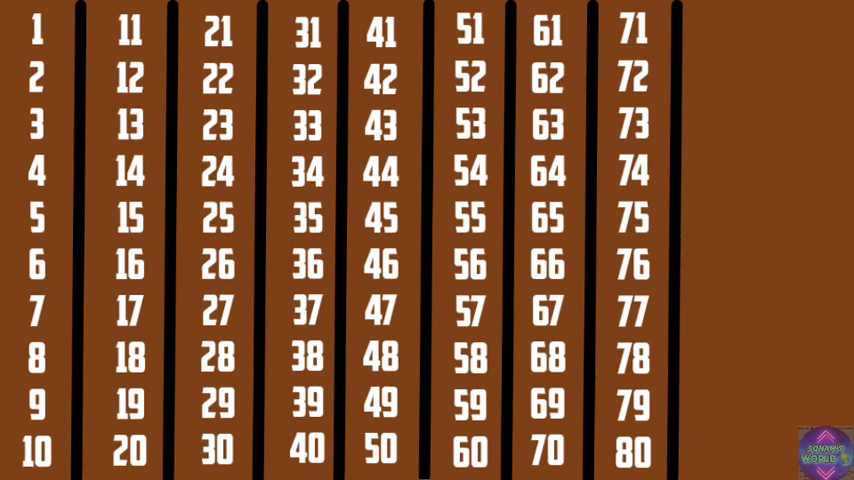 1 11 21 31 41 51 61 71
2 12 22 32 42 52 62 72
3 13 23 33 43 53 63 73
4 14 24 34 44 54 64 74
5 15 25 35 45 55 65 75
6 16 26 36 46 56 66 76
7 17 27 37 47 57 67 77
8 18 28 38 48 58 68 78
9 19 29 39 49 59 69 79
10 20 30 40 50 60 70 80
WORLD